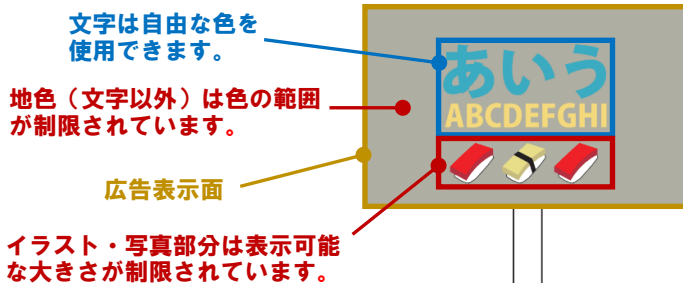 文字は自由な色を
使用できます。
あいう
ABCDEFGHI
地色（文字以外）は色の範囲
が制限されています。
広告表示面
イラスト・写真部分は表示可能
な大きさが制限されています。